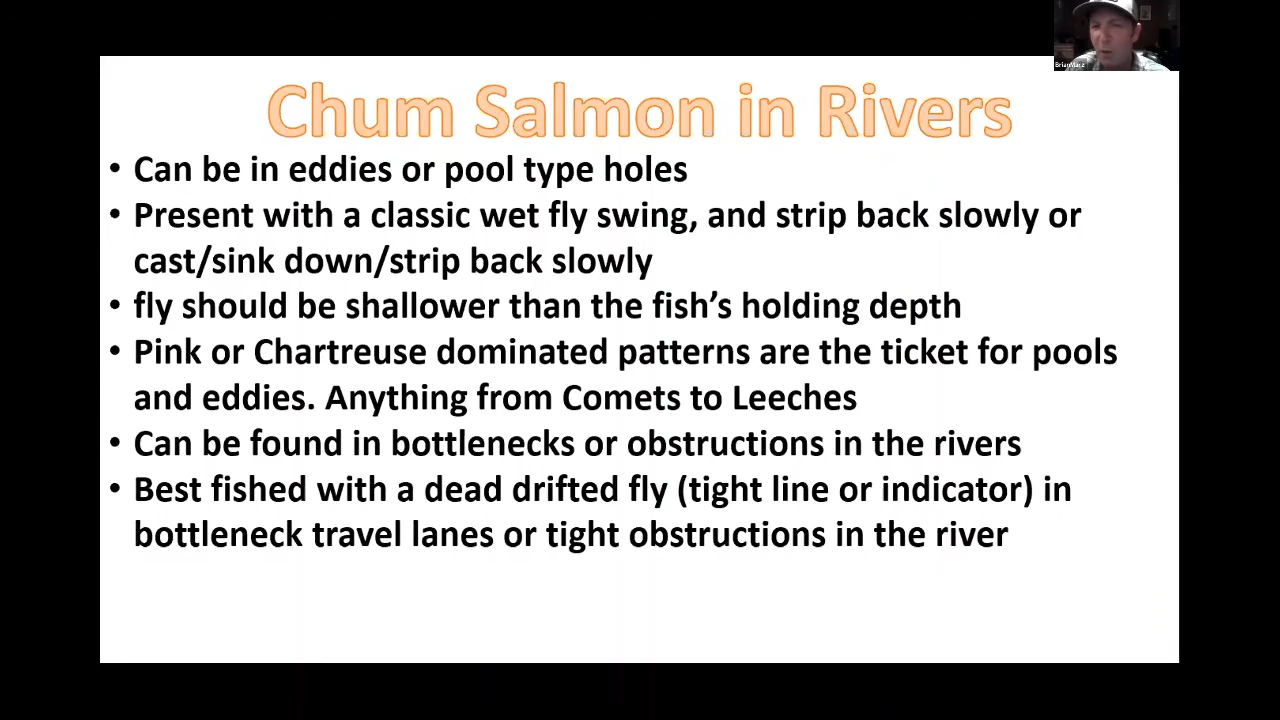 BrianMarz
Chum Salmon in Rivers
• Can be in eddies or pool type holes
• Present with a classic wet fly swing, and strip back slowly or
cast/sink down/strip back slowly
• fly should be shallower than the fish’s holding depth
• Pink or Chartreuse dominated patterns are the ticket for pools
and eddies. Anything from Comets to Leeches
• Can be found in bottlenecks or obstructions in the rivers
• Best fished with a dead drifted fly (tight line or indicator) in
bottleneck travel lanes or tight obstructions in the river